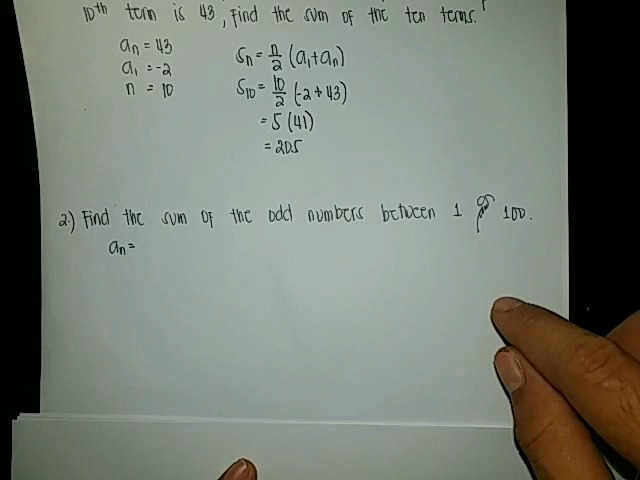 10th term is 43, Find the sum of the ten terms.
an = 43
a1 = -2
n = 10
Sn = n/2 (a1+an)
S10 = 10/2 (-2 + 43)
= 5 (41)
= 205
2.) Find the sum of the odd numbers between 1 & 100.
an =